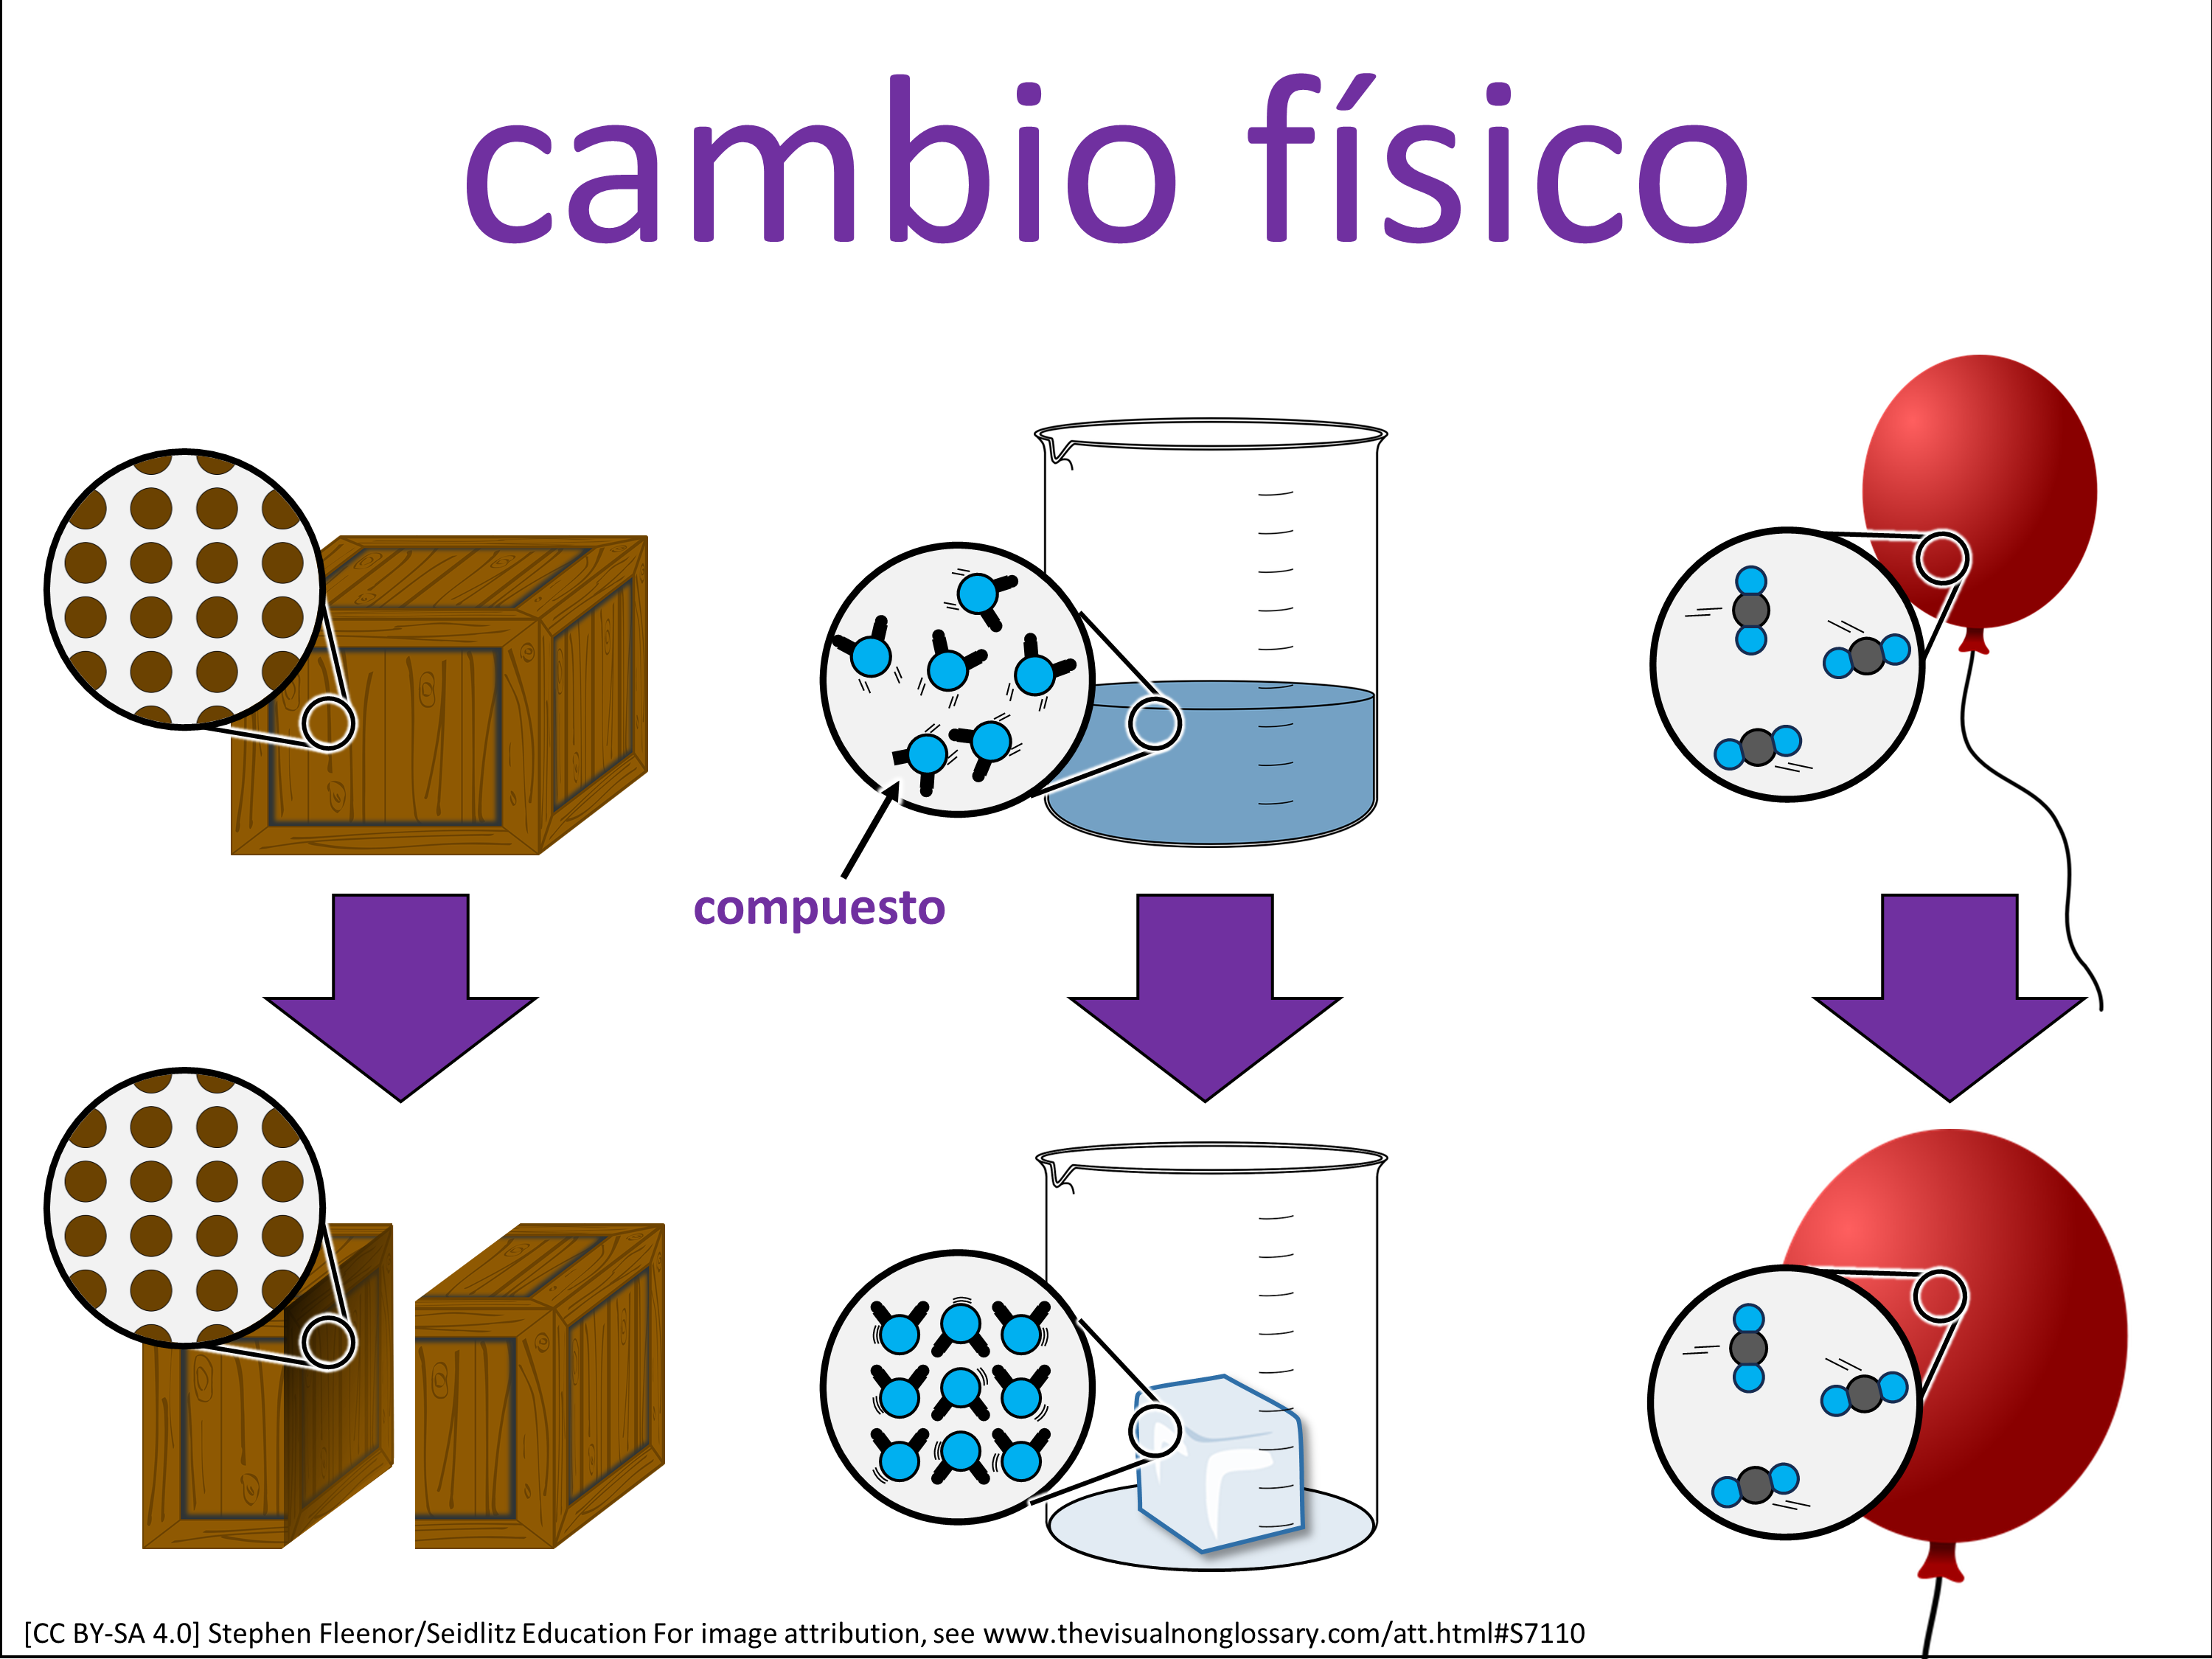 cambio físico
compuesto
[CC BY-SA 4.0] Stephen Fleenor/Seidlitz Education For image attribution, see www.thevisualnonglossary.com/att.html#S7110